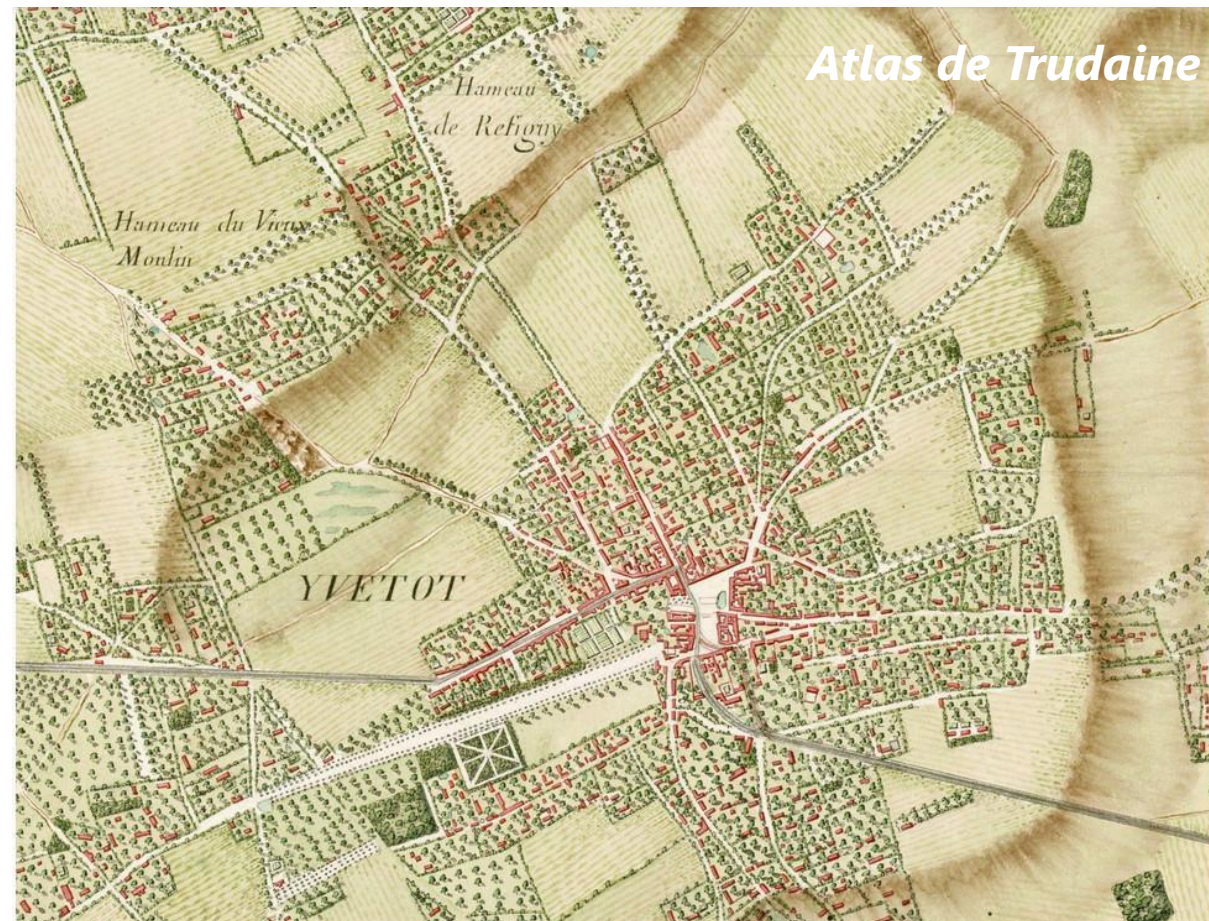 Atlas de Trudaine
Hameau
de Refigny
Hameau du Vieux
Moulin
YVETOT